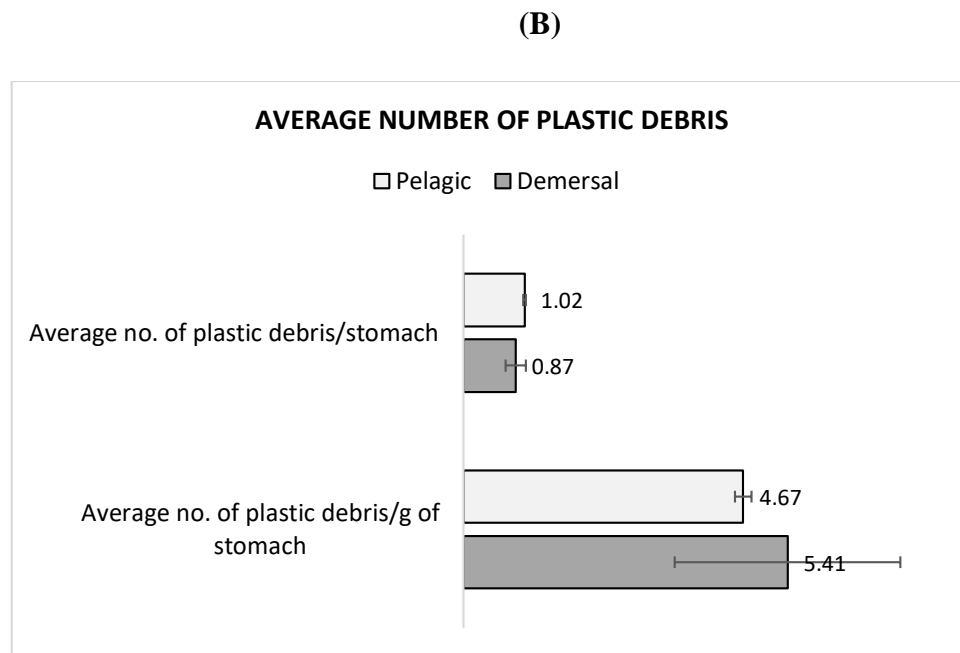 (B)
AVERAGE NUMBER OF PLASTIC DEBRIS
Pelagic Demersal
Average no. of plastic debris/stomach
1.02
0.87
Average no. of plastic debris/g of
stomach
4.67
5.41